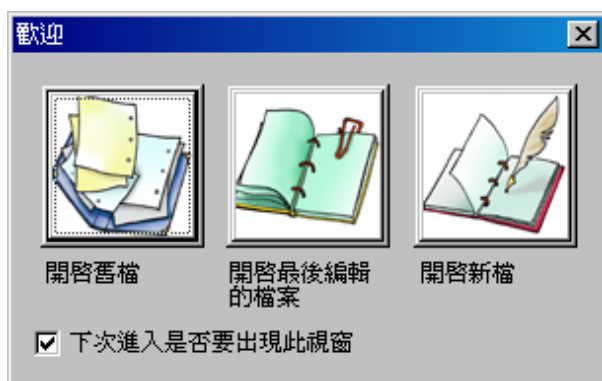 歡迎
開啓舊檔
開啓最後編輯
的檔案
開啓新檔
下次進入是否要出現此視窗